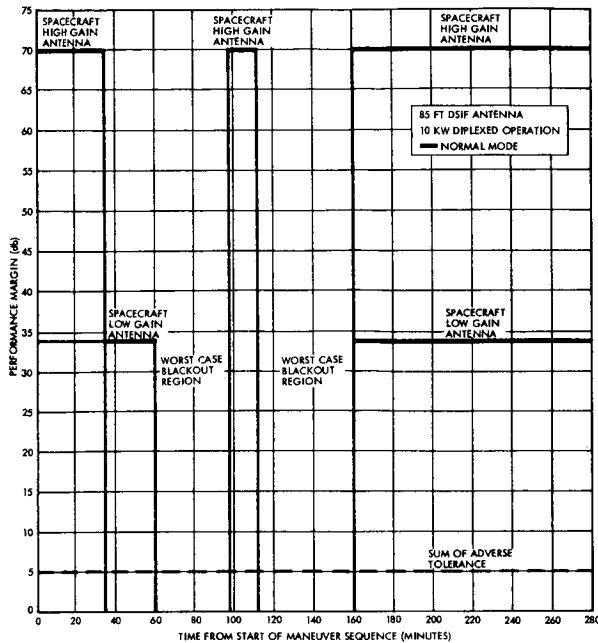 75
70
65
60
55
50
45
40
35
30
25
20
15
10
5
0
PERFORMANCE MARGIN (db)
SPACECRAFT
HIGH GAIN
ANTENNA
SPACECRAFT
HIGH GAIN
ANTENNA
SPACECRAFT
HIGH GAIN
ANTENNA
85 FT DSIF ANTENNA
10 KW DIPLEXED OPERATION
NORMAL MODE
SPACECRAFT
LOW GAIN
ANTENNA
WORST CASE
BLACKOUT
REGION
WORST CASE
BLACKOUT
REGION
SPACECRAFT
LOW GAIN
ANTENNA
SUM OF ADVERSE
TOLERANCE
0 20 40 60 80 100 120 140 160 180 200 220 240 260 280
TIME FROM START OF MANEUVER SEQUENCE (MINUTES)